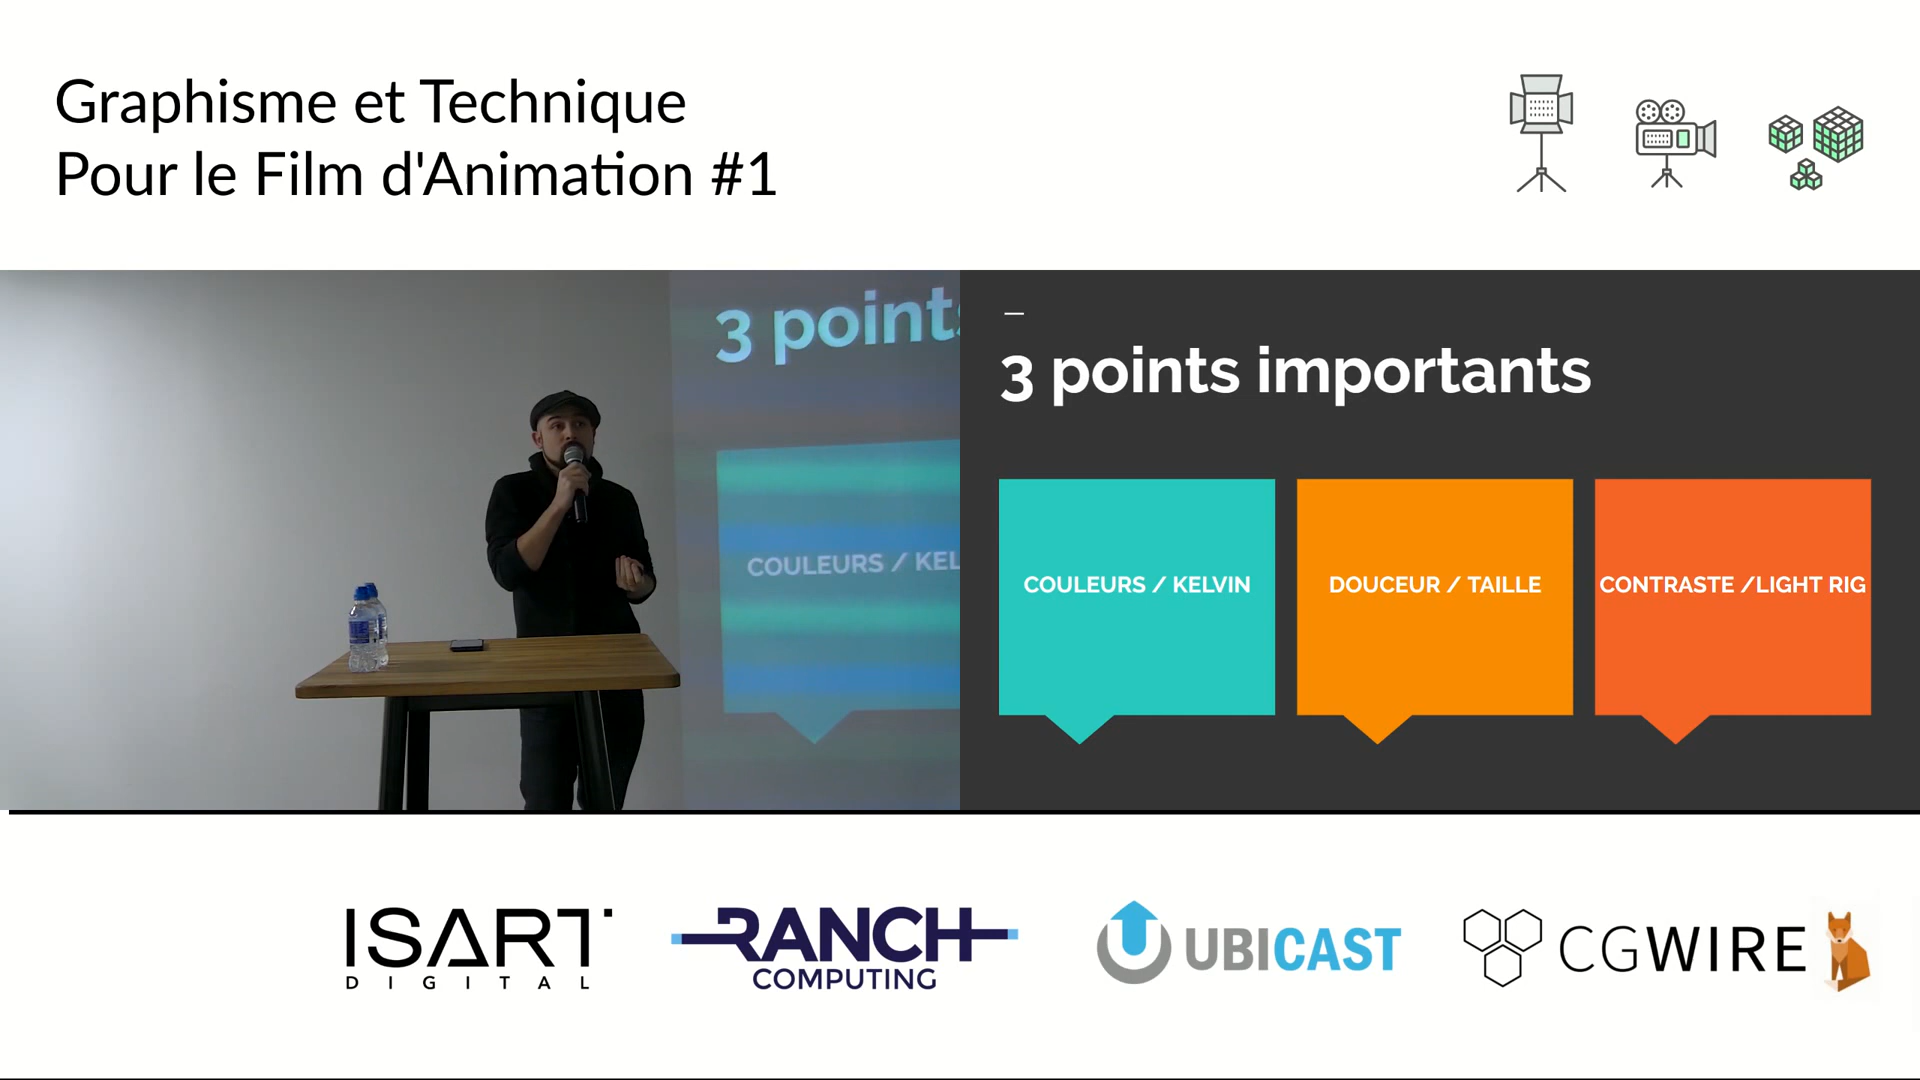 Graphisme et Technique
Pour le Film d'Animation #1
3 points
COULEURS / KEL
3 points importants
COULEURS / KELVIN
DOUCEUR / TAILLE
CONTRASTE /LIGHT RIG
ISART
DIGITAL
RANCH
COMPUTING
UBICAST
CGWIRE